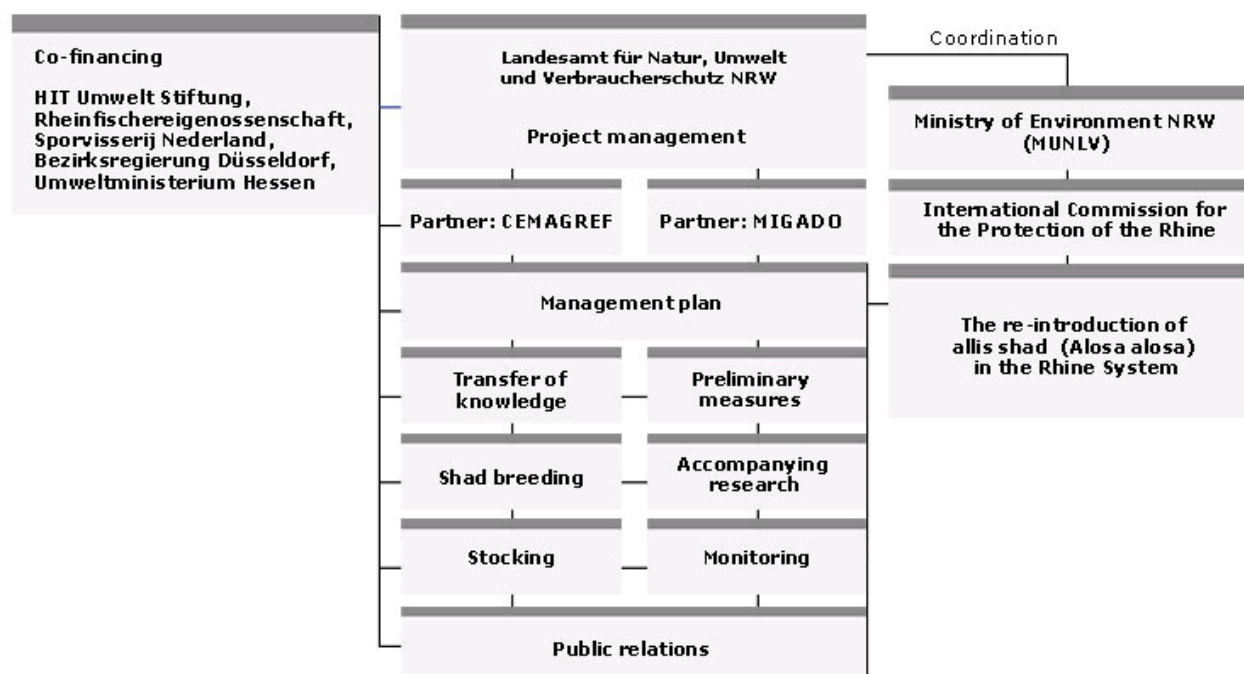 Co-financing
HIT Umwelt Stiftung,
Rheinfischereigenossenschaft,
Sporvisserij Nederland,
Bezirksregierung Düsseldorf,
Umweltministerium Hessen
Landesamt für Natur, Umwelt
und Verbraucherschutz NRW
Project management
Coordination
Ministry of Environment NRW
(MUNLV)
Partner: CEMAGREF
Partner: MIGADO
International Commission for
the Protection of the Rhine
Management plan
The re-introduction of
allis shad (Alosa alosa)
in the Rhine System
Transfer of
knowledge
Preliminary
measures
Shad breeding
Accompanying
research
Stocking
Monitoring
Public relations